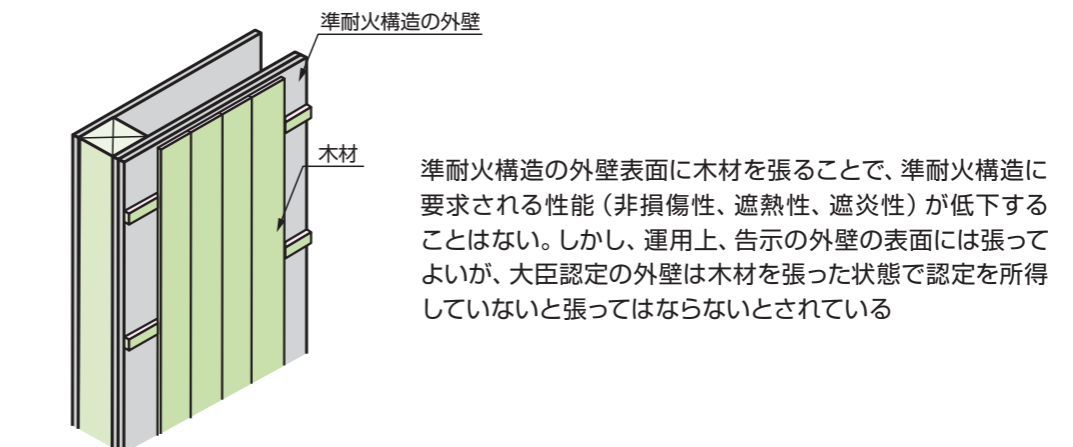 準耐火構造の外壁
木材
準耐火構造の外壁表面に木材を張ることで、準耐火構造に
要求される性能（非損傷性、遮熱性、遮炎性）が低下する
ことはない。しかし、運用上、告示の外壁の表面には張って
よいが、大臣認定の外壁は木材を張った状態で認定を所得
していないと張ってはならないとされている